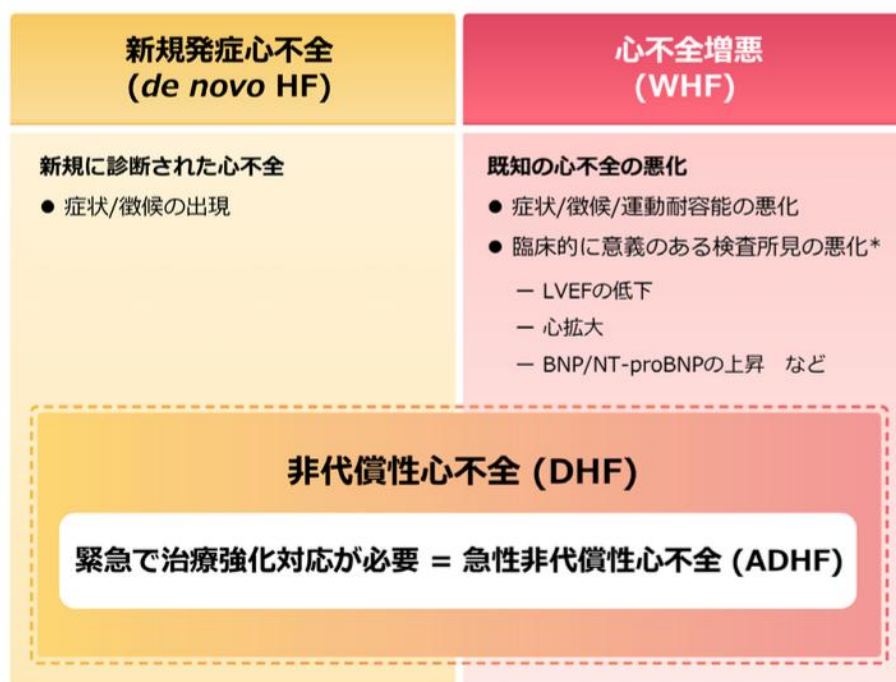 新規発症心不全
(de novo HF)
心不全増悪
(WHF)
新規に診断された心不全
● 症状/徴候の出現
既知の心不全の悪化
● 症状/徴候/運動耐容能の悪化
● 臨床的に意義のある検査所見の悪化*
― LVEFの低下
― 心拡大
― BNP/NT-proBNPの上昇　など
非代償性心不全 (DHF)
緊急で治療強化対応が必要 = 急性非代償性心不全 (ADHF)